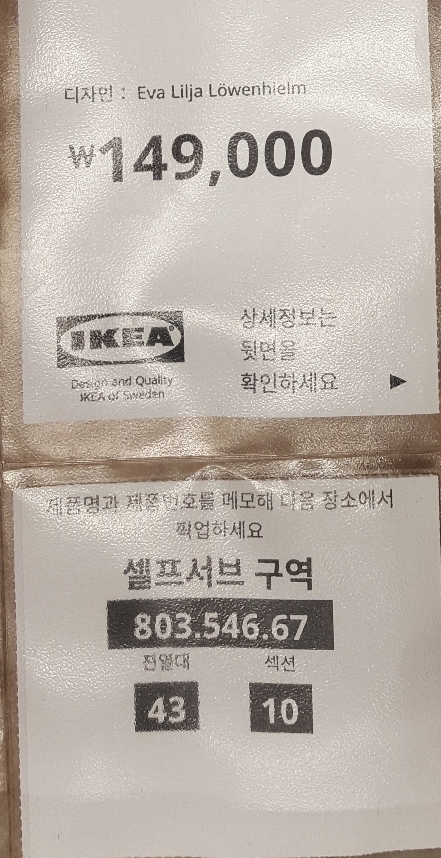 디자인 : Eva Lilja Löwenhielm
₩149,000
IKEA®
Design and Quality
IKEA of Sweden
상세정보는
뒷면을
확인하세요 ▶
제품명과 제품번호를 메모해 다음 장소에서
픽업하세요
셀프서브 구역
803.546.67
진열대 섹션
43 10